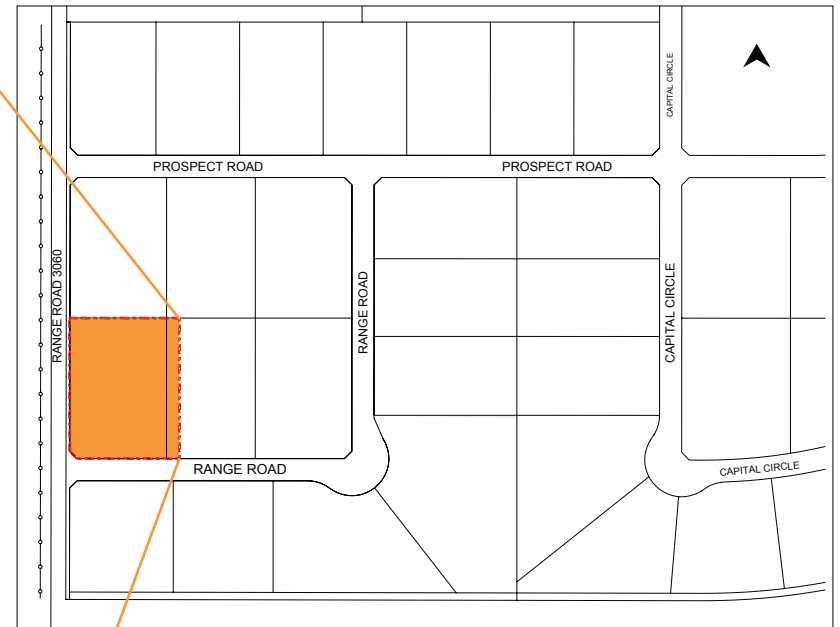 CAPITAL CIRCLE
PROSPECT ROAD
PROSPECT ROAD
RANGE ROAD 3060
RANGE ROAD
CAPITAL CIRCLE
RANGE ROAD
CAPITAL CIRCLE